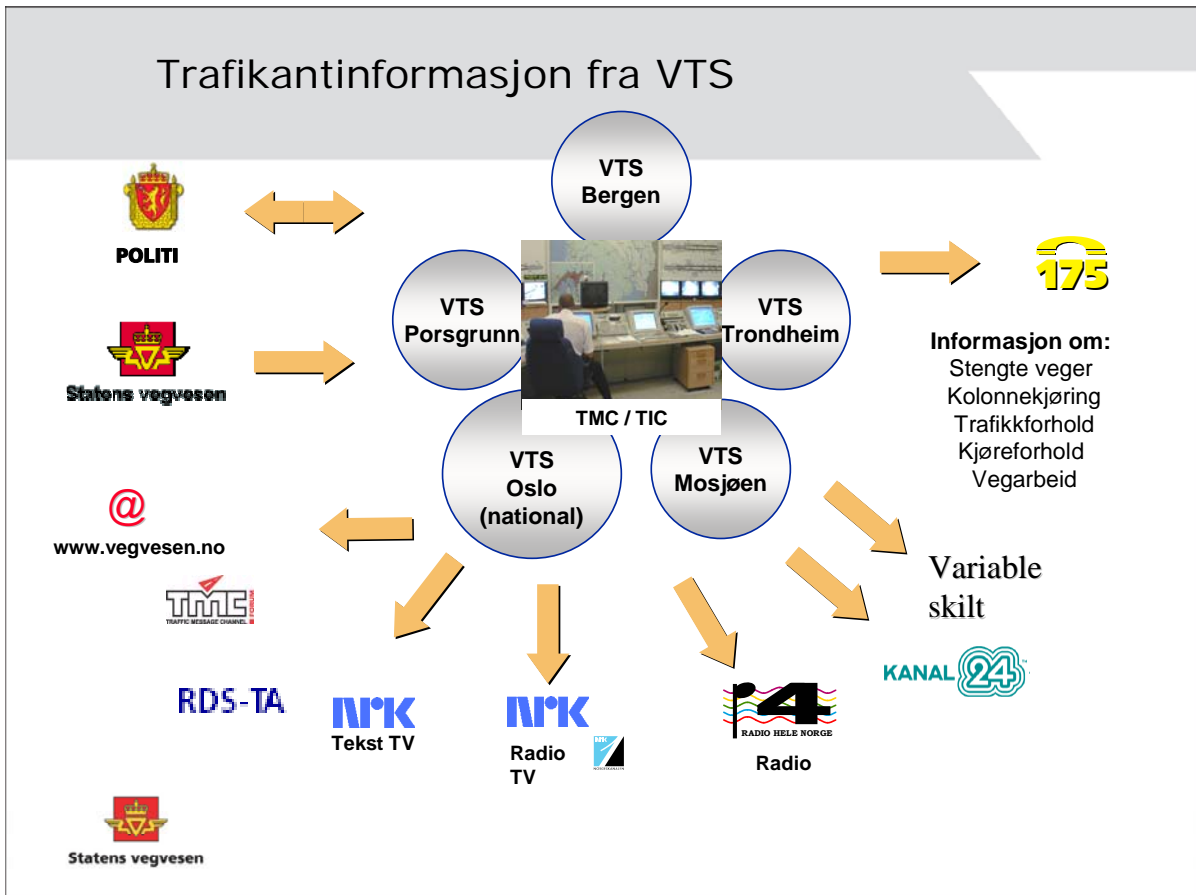 Trafikantinformasjon fra VTS
VTS
Bergen
POLITI
175
VTS
Porsgrunn
VTS
Trondheim
Informasjon om:
Stengte veger
Kolonnekjøring
Trafikkforhold
Kjøreforhold
Vegarbeid
Statens vegvesen
TMC / TIC
VTS
Oslo
(national)
VTS
Mosjøen
@
www.vegvesen.no
TMC FORUM
TRAFFIC MESSAGE CHANNEL
Variable
skilt
KANAL 24
RDS-TA
NRK
Tekst TV
NRK
Radio
TV
NRK
P4
RADIO HELE NORGE
Radio
Statens vegvesen